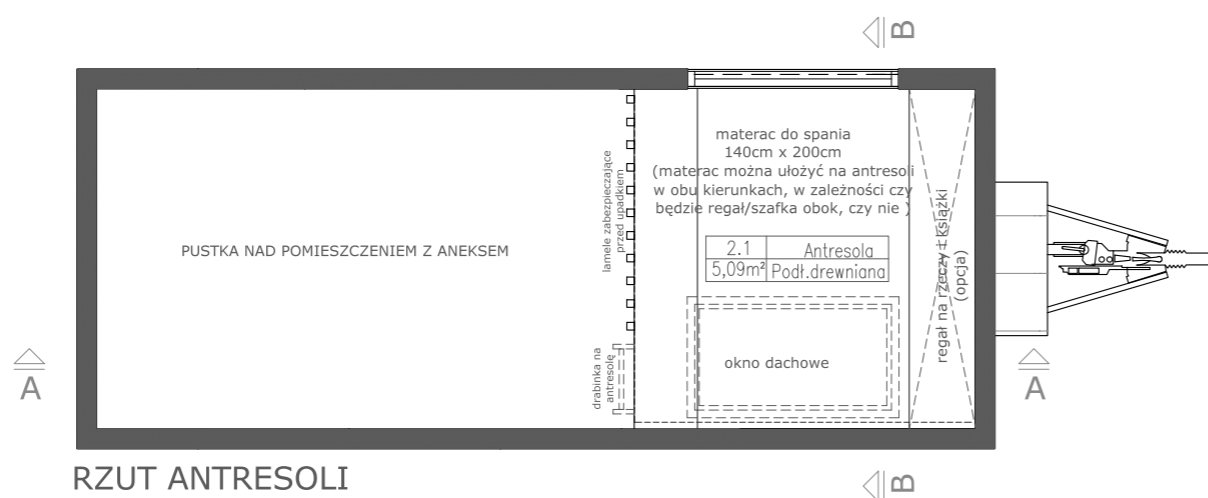 B
materac do spania
140cm x 200cm
(materac można ułożyć na antresoli
w obu kierunkach, w zależności czy
będzie regał/szafka obok, czy nie )
lamele zabezpieczające
przed upadkiem
PUSTKA NAD POMIESZCZENIEM Z ANEKSEM
2.1 Antresola
5,09m² Podł.drewniana
regał na rzeczy i książki
(opcja)
okno dachowe
drabinka na
antresolę
A
A
RZUT ANTRESOLI
B